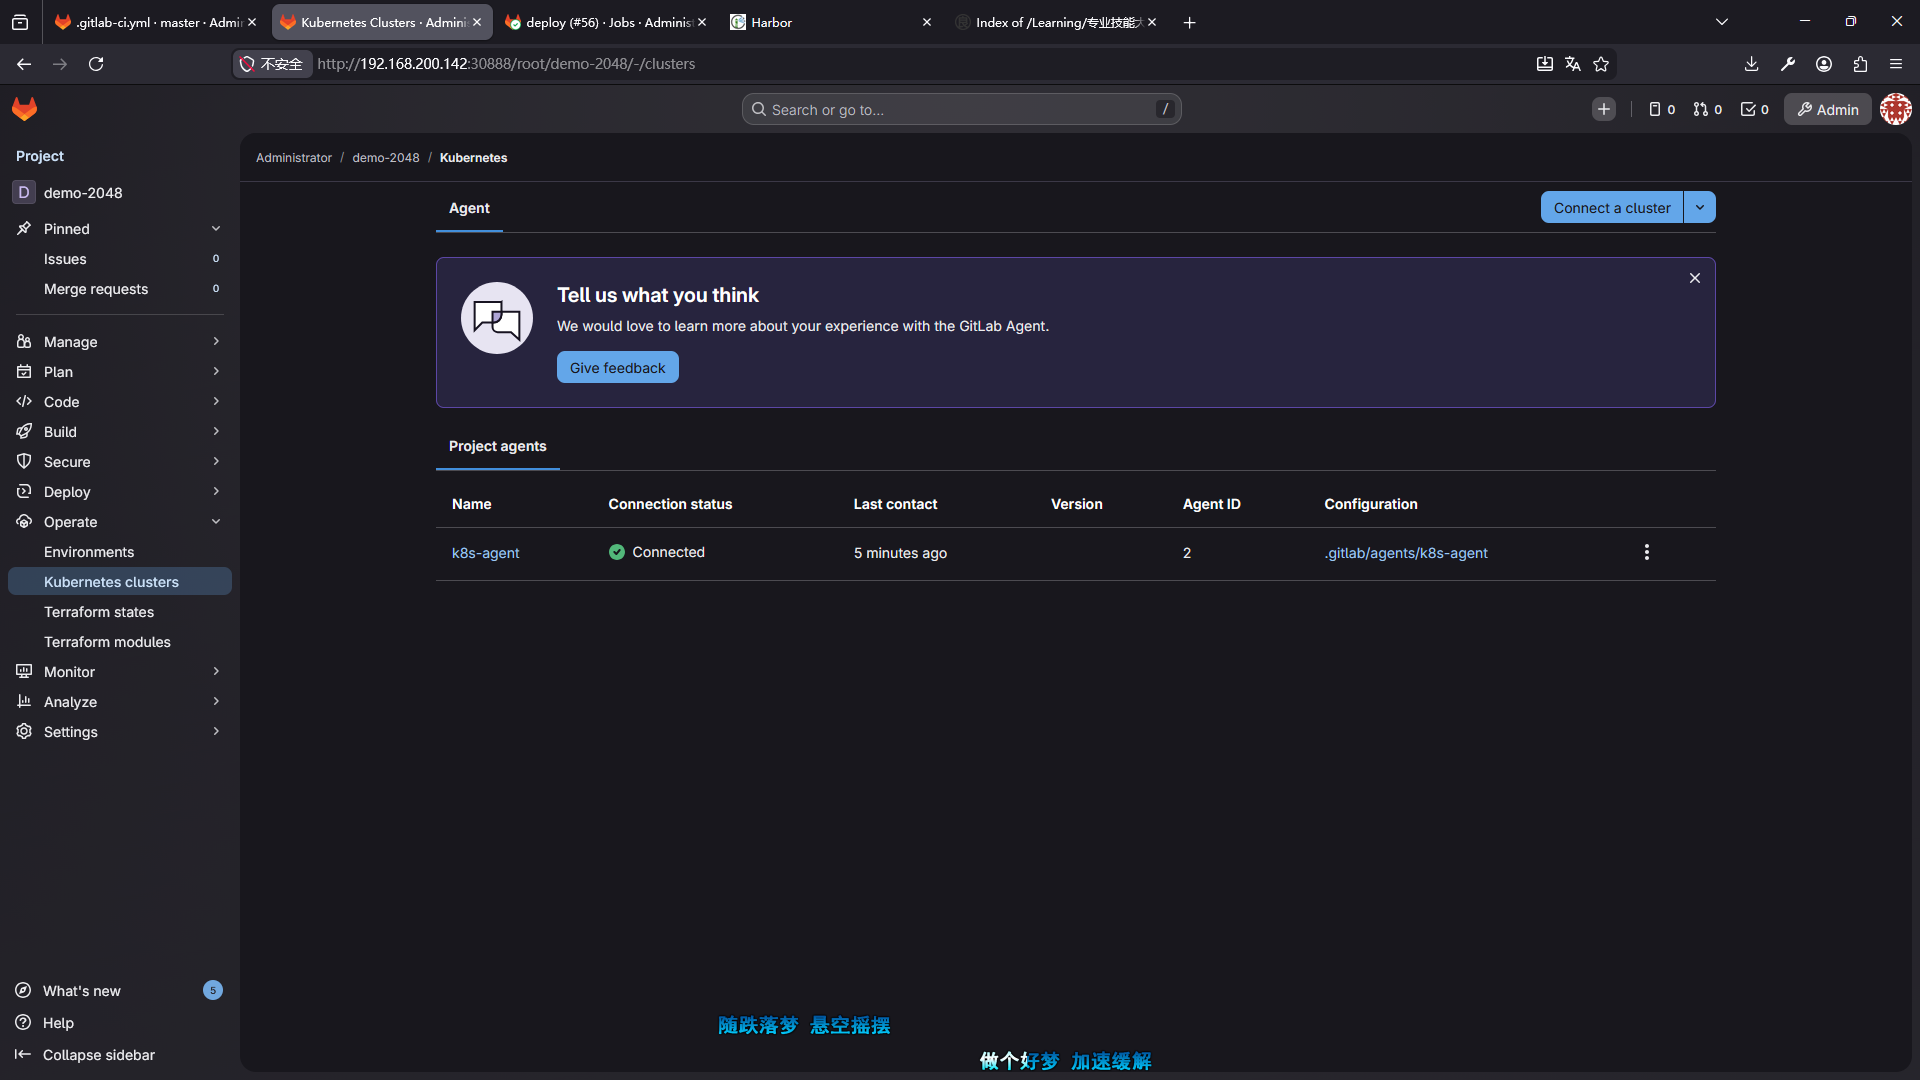 .gitlab-ci.yml · master · Admin
Kubernetes Clusters · Admini
deploy (#56) · Jobs · Administ
Harbor
Index of /Learning/专业技能大
不安全
http://192.168.200.142:30888/root/demo-2048/-/clusters
Search or go to...
/
0
0
0
Admin
Project
D
demo-2048
Pinned
Issues
0
Merge requests
0
Manage
Plan
Code
Build
Secure
Deploy
Operate
Environments
Kubernetes clusters
Terraform states
Terraform modules
Monitor
Analyze
Settings
What's new
5
Help
Collapse sidebar
Administrator / demo-2048 / Kubernetes
Agent
Connect a cluster
Tell us what you think
We would love to learn more about your experience with the GitLab Agent.
Give feedback
Project agents
Name Connection status Last contact Version Agent ID Configuration
k8s-agent Connected 5 minutes ago 2 .gitlab/agents/k8s-agent
随跌落梦 悬空摇摆
做个好梦 加速缓解